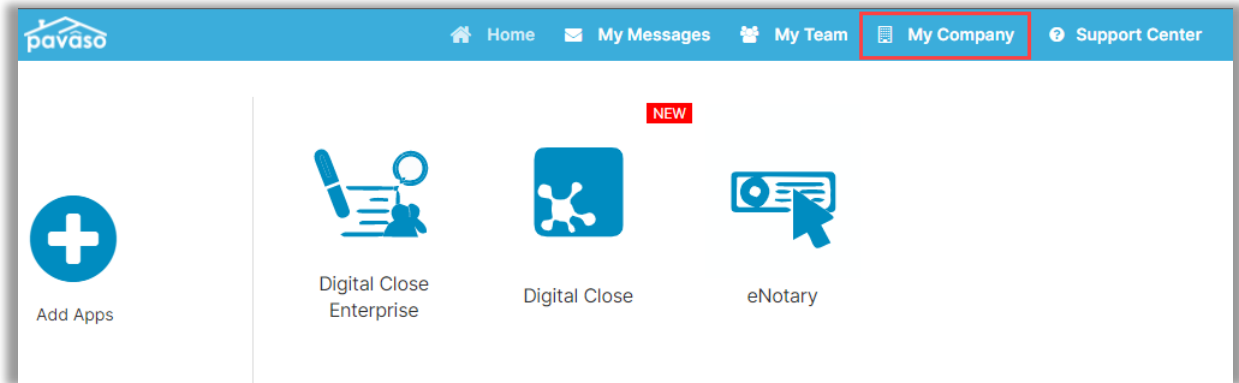 pavaso
Home My Messages My Team My Company Support Center
NEW
Digital Close
Enterprise
Digital Close
eNotary
Add Apps